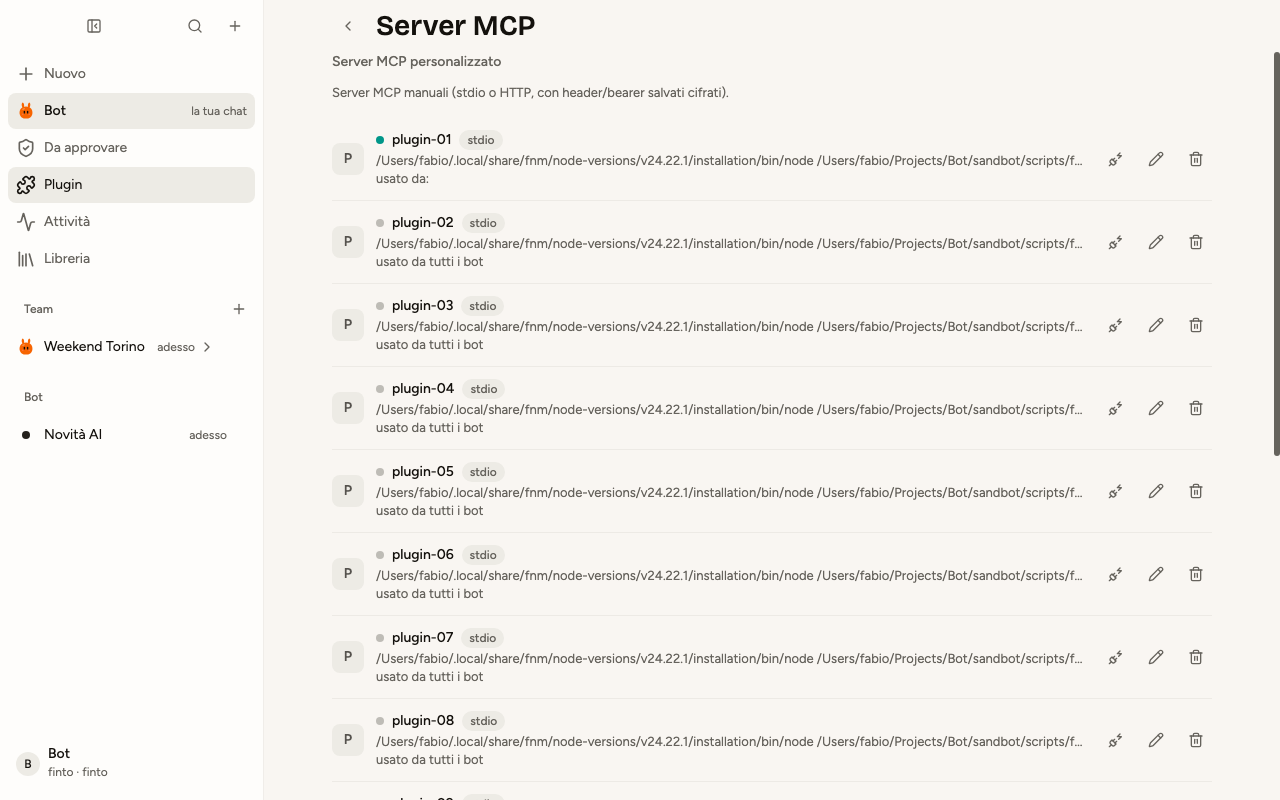 Server MCP
Server MCP personalizzato
Server MCP manuali (stdio o HTTP, con header/bearer salvati cifrati).
Nuovo
Bot la tua chat
Da approvare
Plugin
Attività
Libreria
Team
Weekend Torino adesso
Bot
Novità AI adesso
B
Bot
finto · finto
P
plugin-01 stdio
/Users/fabio/.local/share/fnm/node-versions/v24.22.1/installation/bin/node /Users/fabio/Projects/Bot/sandbot/scripts/f…
usato da:
P
plugin-02 stdio
/Users/fabio/.local/share/fnm/node-versions/v24.22.1/installation/bin/node /Users/fabio/Projects/Bot/sandbot/scripts/f…
usato da tutti i bot
P
plugin-03 stdio
/Users/fabio/.local/share/fnm/node-versions/v24.22.1/installation/bin/node /Users/fabio/Projects/Bot/sandbot/scripts/f…
usato da tutti i bot
P
plugin-04 stdio
/Users/fabio/.local/share/fnm/node-versions/v24.22.1/installation/bin/node /Users/fabio/Projects/Bot/sandbot/scripts/f…
usato da tutti i bot
P
plugin-05 stdio
/Users/fabio/.local/share/fnm/node-versions/v24.22.1/installation/bin/node /Users/fabio/Projects/Bot/sandbot/scripts/f…
usato da tutti i bot
P
plugin-06 stdio
/Users/fabio/.local/share/fnm/node-versions/v24.22.1/installation/bin/node /Users/fabio/Projects/Bot/sandbot/scripts/f…
usato da tutti i bot
P
plugin-07 stdio
/Users/fabio/.local/share/fnm/node-versions/v24.22.1/installation/bin/node /Users/fabio/Projects/Bot/sandbot/scripts/f…
usato da tutti i bot
P
plugin-08 stdio
/Users/fabio/.local/share/fnm/node-versions/v24.22.1/installation/bin/node /Users/fabio/Projects/Bot/sandbot/scripts/f…
usato da tutti i bot